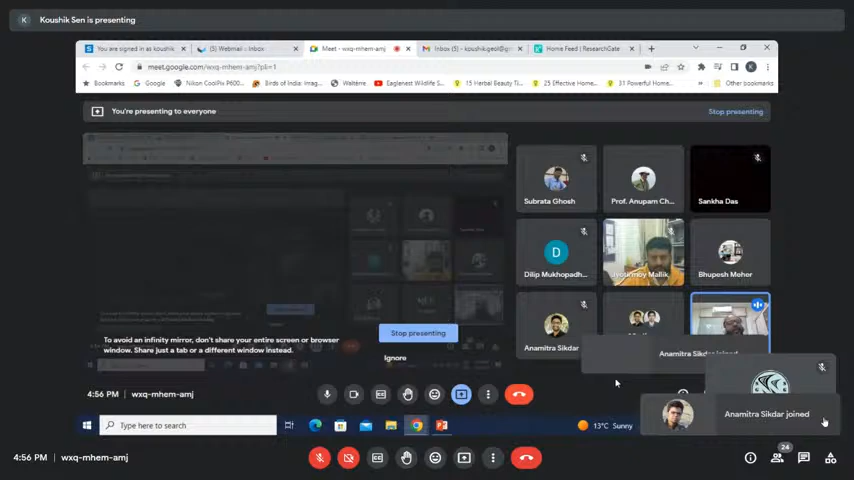 K Koushik Sen is presenting
You are signed in as koushik
(5) Webmail - Inbox
Meet - wxq-mhem-amj
Inbox (5) - koushik.geol@gm
Home Feed | ResearchGate
meet.google.com/wxq-mhem-amj?pli=1
K
Bookmarks
Google
Nikon CoolPix P600...
Birds of India: Imag...
Waltérre
Eaglenest Wildlife S...
15 Herbal Beauty T...
25 Effective Home...
31 Powerful Home...
Other bookmarks
You're presenting to everyone
Stop presenting
Subrata Ghosh
Prof. Anupam Ch...
Sankha Das
D
Dilip Mukhopadh...
Jyotirmoy Mallik
Bhupesh Meher
Anamitra Sikdar
To avoid an infinity mirror, don't share your entire screen or browser
window. Share just a tab or a different window instead.
Stop presenting
Ignore
Anamitra Sikdar joined
4:56 PM
wxq-mhem-amj
Anamitra Sikdar joined
Type here to search
13°C Sunny
4:56 PM
wxq-mhem-amj
24